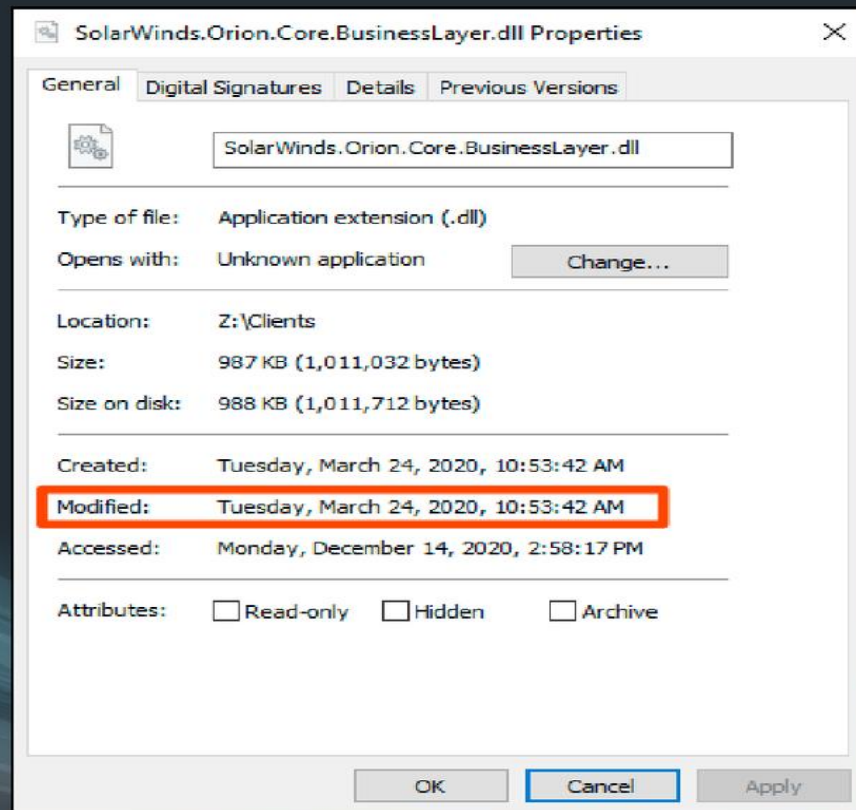 SolarWinds.Orion.Core.BusinessLayer.dll Properties
General Digital Signatures Details Previous Versions
SolarWinds.Orion.Core.BusinessLayer.dll
Type of file: Application extension (.dll)
Opens with: Unknown application Change...
Location: Z:\Clients
Size: 987 KB (1,011,032 bytes)
Size on disk: 988 KB (1,011,712 bytes)
Created: Tuesday, March 24, 2020, 10:53:42 AM
Modified: Tuesday, March 24, 2020, 10:53:42 AM
Accessed: Monday, December 14, 2020, 2:58:17 PM
Attributes: Read-only Hidden Archive
OK Cancel Apply